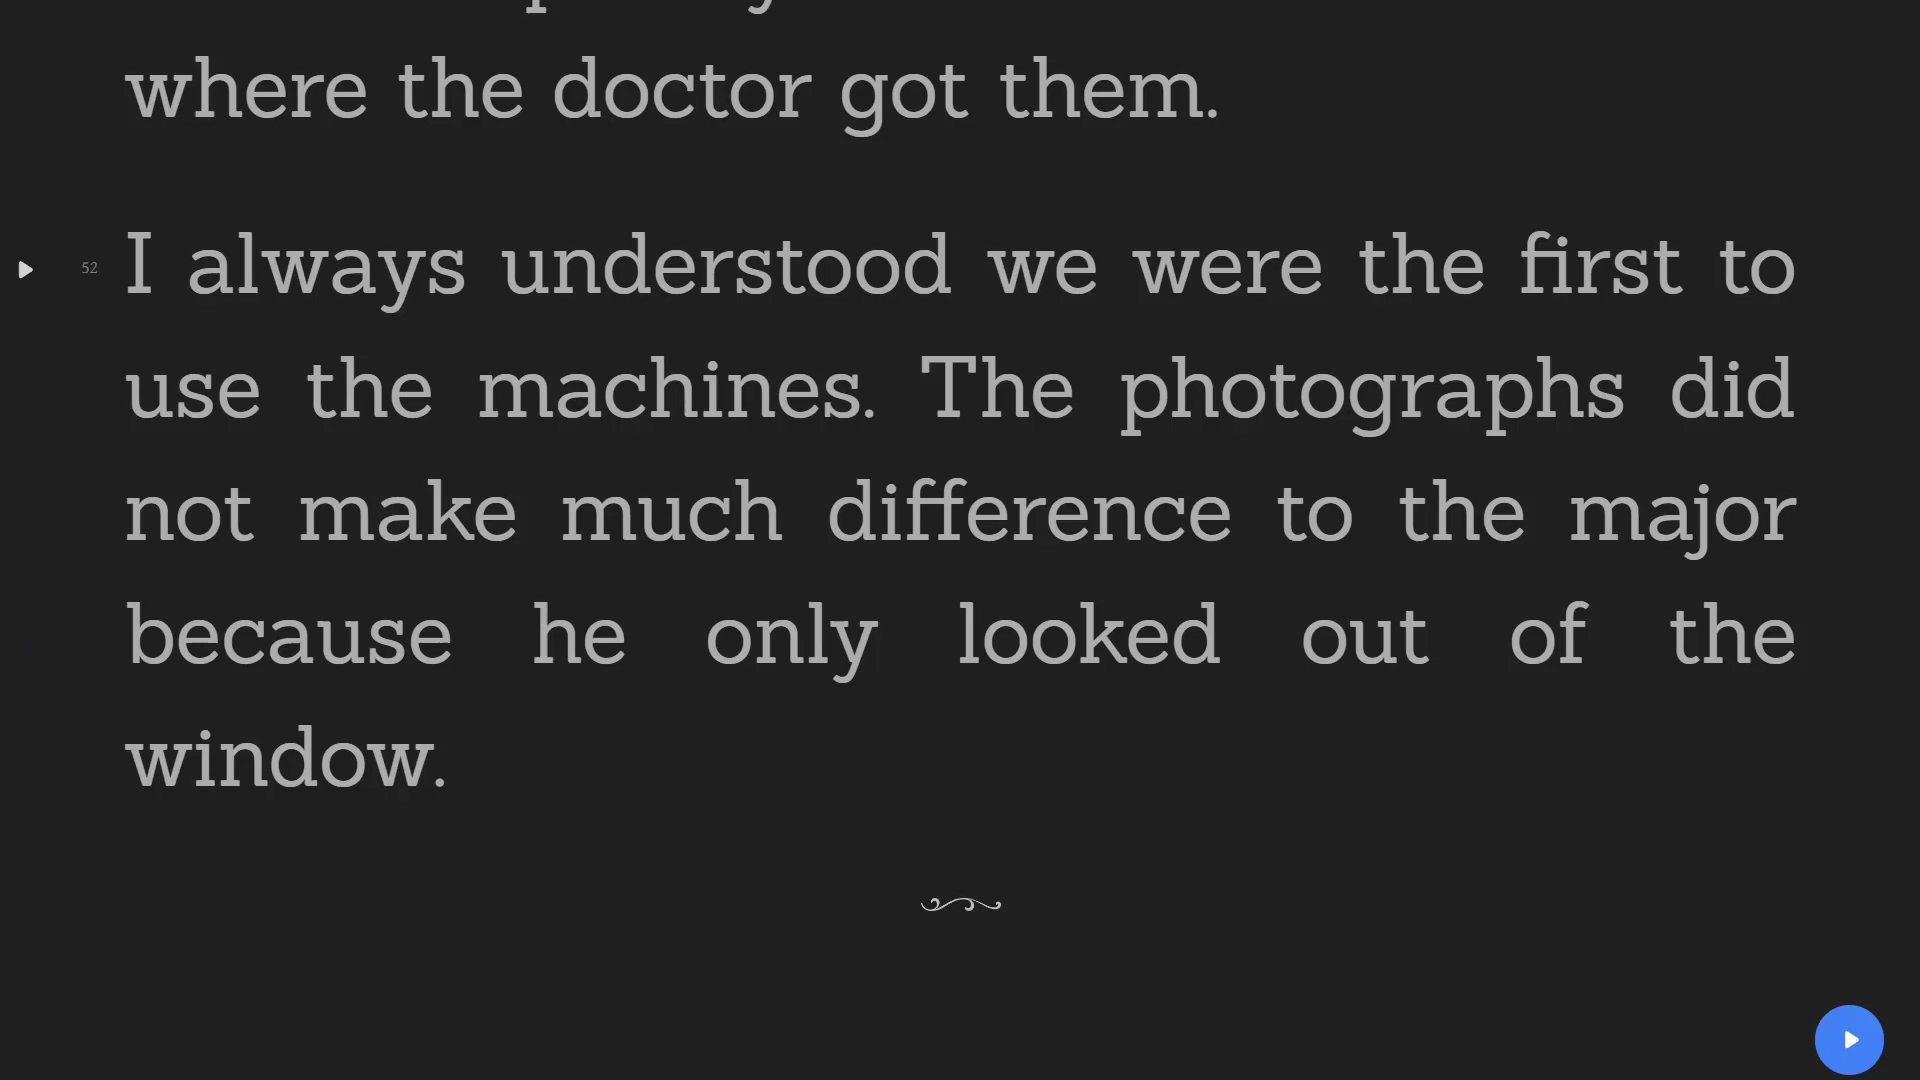 where the doctor got them.
52
I always understood we were the first to
use the machines. The photographs did
not make much difference to the major
because he only looked out of the
window.